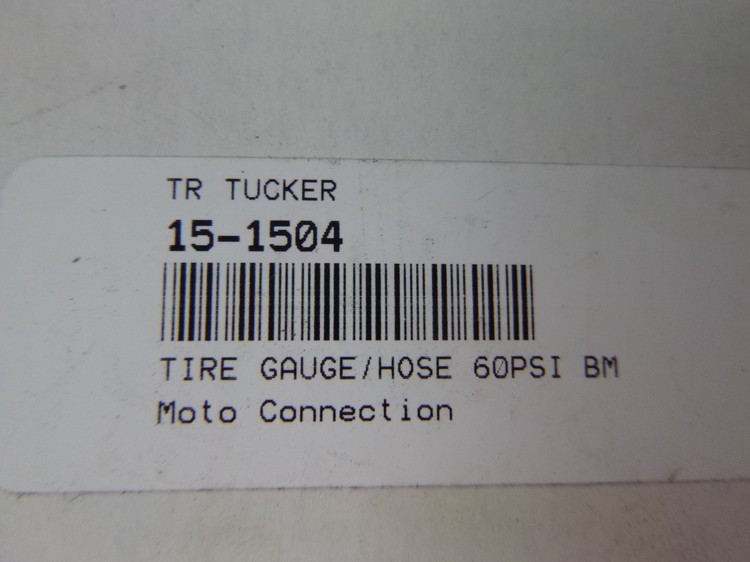 TR TUCKER
15-1504
TIRE GAUGE/HOSE 60PSI BM
Moto Connection